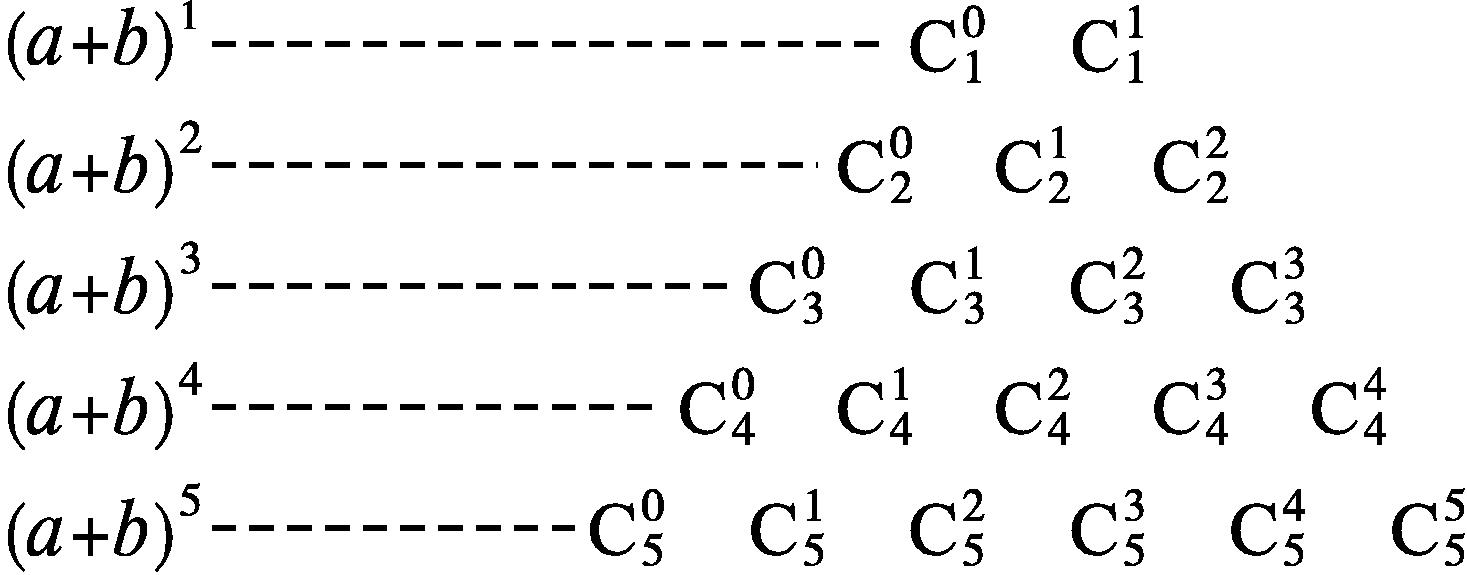 (a+b)^1 ------------------- C_1^0 C_1^1
(a+b)^2 ----------------- C_2^0 C_2^1 C_2^2
(a+b)^3 --------------- C_3^0 C_3^1 C_3^2 C_3^3
(a+b)^4 ------------- C_4^0 C_4^1 C_4^2 C_4^3 C_4^4
(a+b)^5 ----------- C_5^0 C_5^1 C_5^2 C_5^3 C_5^4 C_5^5